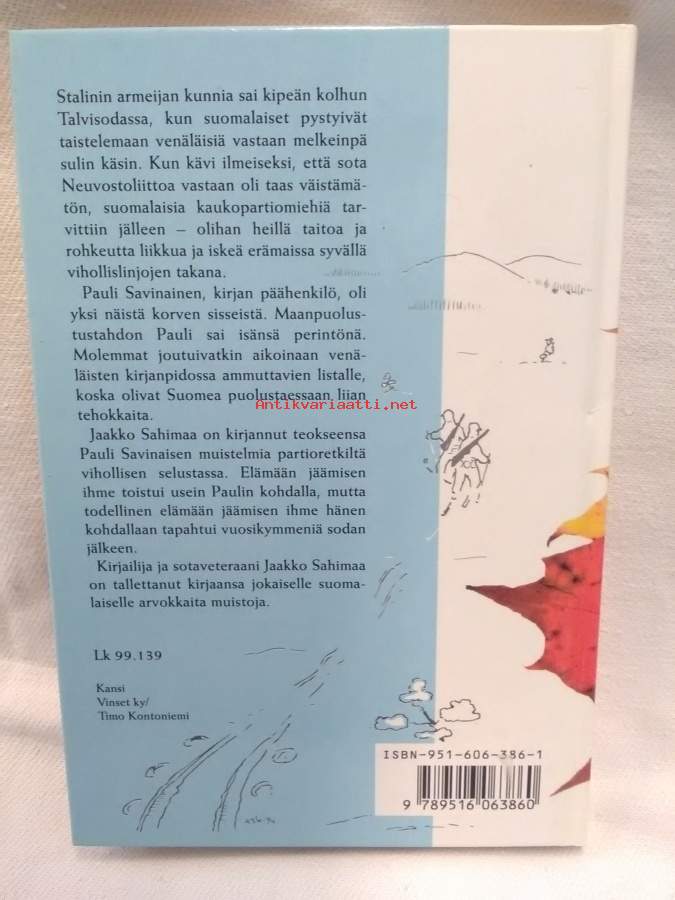 Stalinin armeijan kunnia sai kipeän kolhun
Talvisodassa, kun suomalaiset pystyivät
taistelemaan venäläisiä vastaan melkeinpä
sulin käsin. Kun kävi ilmeiseksi, että sota
Neuvostoliittoa vastaan oli taas väistämä-
tön, suomalaisia kaukopartiomiehiä tar-
vittiin jälleen – olihan heillä taitoa ja
rohkeutta liikkua ja iskeä erämaissa syvällä
vihollislinjojen takana.
Pauli Savinainen, kirjan päähenkilö, oli
yksi näistä korven sisseistä. Maanpuolus-
tustahdon Pauli sai isänsä perintönä.
Molemmat joutuivatkin aikoinaan venä-
läisten kirjanpidossa ammuttavien listalle,
koska olivat Suomea puolustaessaan liian
tehokkaita.
Antikvariaatti.net
Jaakko Sahimaa on kirjannut teokseensa
Pauli Savinaisen muistelmia partioretkiltä
vihollisen selustassa. Elämään jäämisen
ihme toistui usein Paulin kohdalla, mutta
todellinen elämään jäämisen ihme hänen
kohdallaan tapahtui vuosikymmeniä sodan
jälkeen.
Kirjailija ja sotaveteraani Jaakko Sahimaa
on tallettanut kirjaansa jokaiselle suoma-
laiselle arvokkaita muistoja.
Lk 99.139
Kansi
Vinset ky/
Timo Kontoniemi
ISBN-951-606-386-1
9 789516 063860